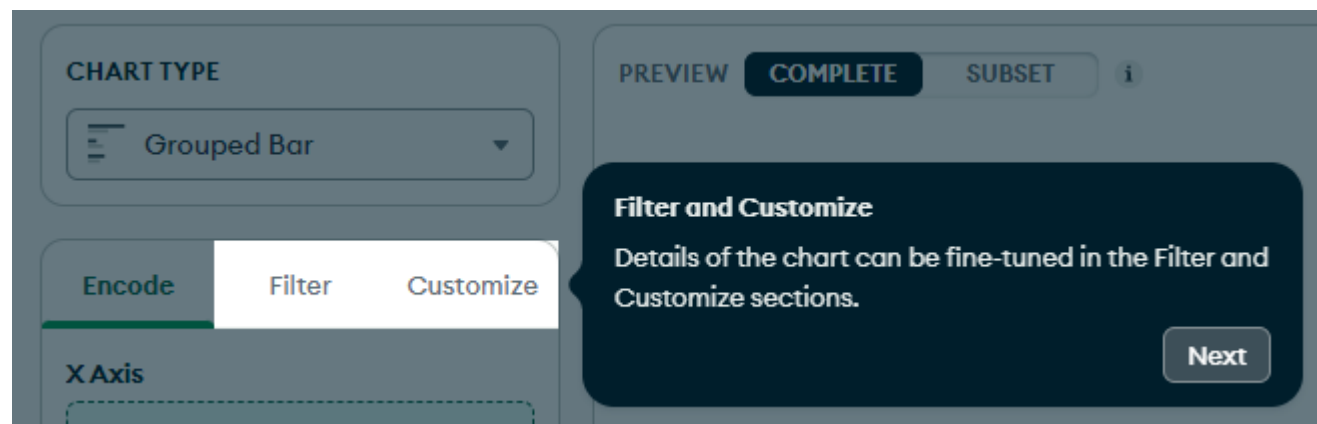 CHART TYPE
Grouped Bar
PREVIEW COMPLETE SUBSET i
Encode Filter Customize
X Axis
Filter and Customize
Details of the chart can be fine-tuned in the Filter and
Customize sections.
Next